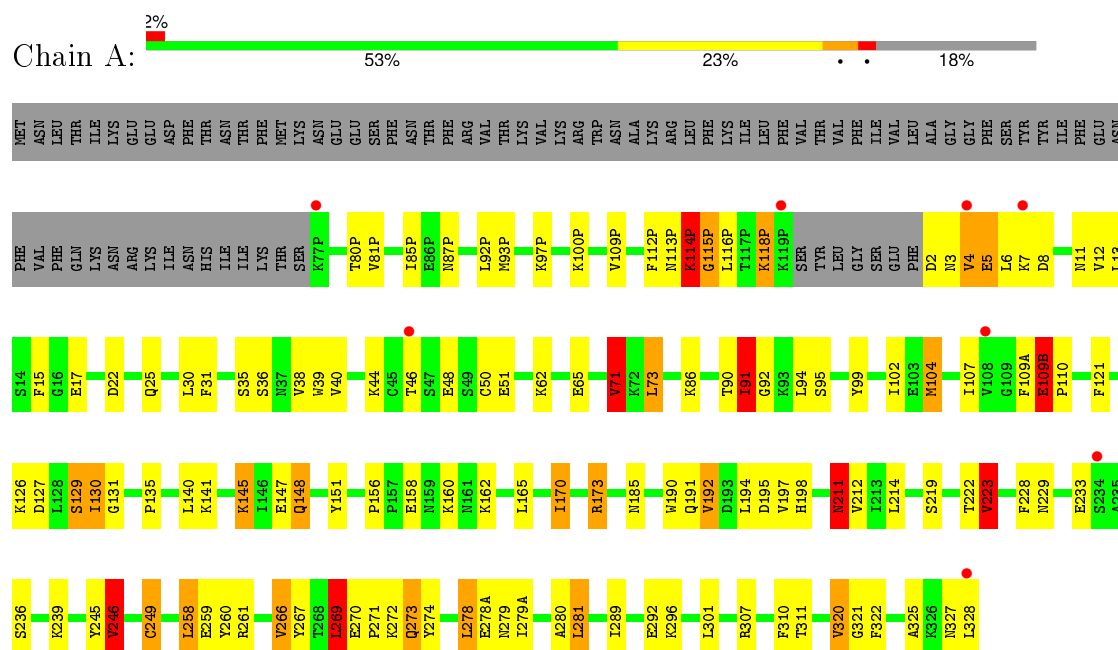 2%
Chain A:
53% 23% • • 18%
MET ASN LEU THR ILE LYS GLU GLU ASP PHE THR ASN THR PHE MET LYS ASN GLU GLU SER PHE ASN THR PHE ARG VAL THR LYS VAL LYS ARG TRP ASN ALA LYS ARG LEU PHE LYS ILE LEU PHE VAL THR VAL PHE ILE VAL LEU ALA GLY GLY PHE SER TYR TYR ILE PHE GLU ASN
PHE VAL PHE GLN LYS ASN ARG LYS ILE ASN HIS ILE ILE LYS THR SER K77P T80P V81P I85P E86P N87P L92P M93P K97P K100P V109P F112P N113P K114P G115P L116P T117P K118P K119P SER TYR LEU GLY SER GLU PHE D2 N3 V4 E5 L6 K7 D8 N11 V12 L13
S14 F15 G16 E17 D22 Q25 L30 F31 S35 S36 N37 V38 W39 V40 K44 C45 T46 S47 E48 S49 C50 E51 K62 E65 V71 K72 L73 K86 T90 I91 G92 K93 L94 S95 Y99 I102 E103 M104 I107 V108 G109 F109A E109B P110 F121
K126 D127 L128 S129 I130 G131 P135 L140 K141 K145 I146 E147 Q148 Y151 P156 P157 E158 N159 K160 N161 K162 L165 I170 R173 N185 W190 Q191 V192 D193 L194 D195 V197 H198 N211 V212 I213 L214 S219 T222 V223 F228 N229 E233 S234 A235
S236 K239 Y245 V246 C249 L258 E259 Y260 R261 V266 Y267 T268 L269 E270 P271 K272 Q273 Y274 L278 E278A N279 I279A A280 L281 I289 E292 K296 L301 R307 F310 T311 V320 G321 F322 A325 K326 N327 L328